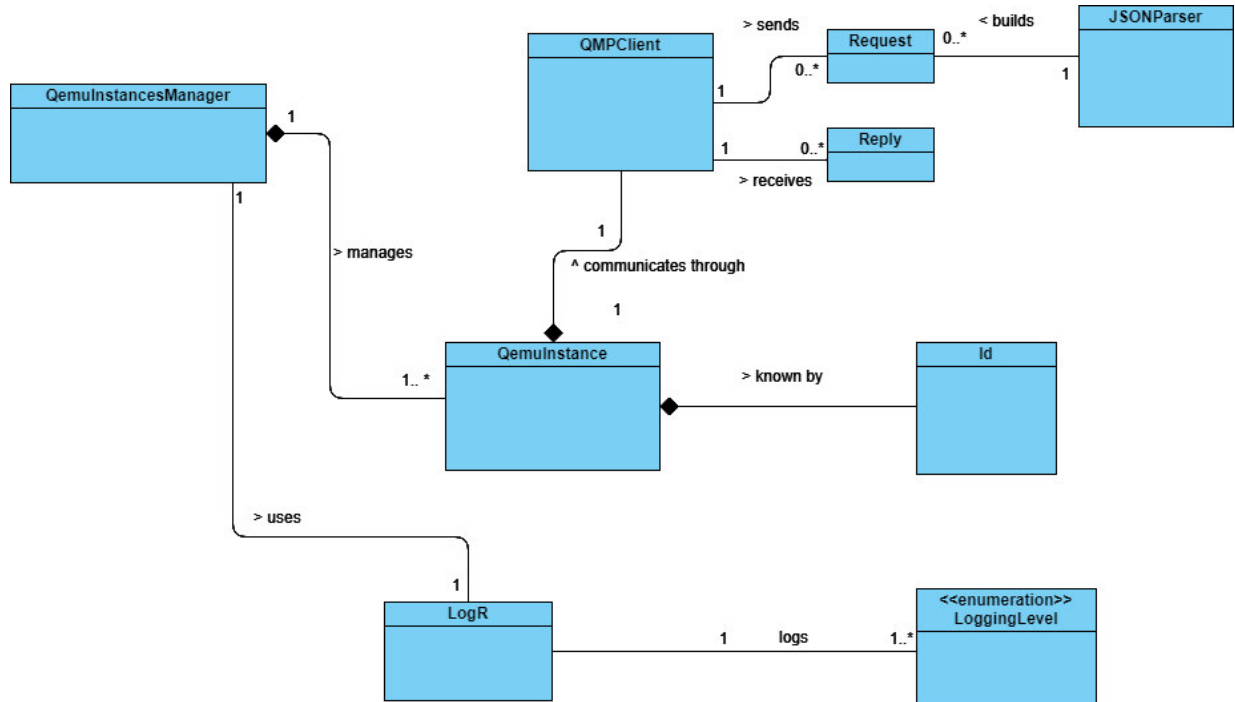 > sends
< builds
JSONParser
QMPClient
Request
0..*
0..*
1
1
QemuInstancesManager
1
1
Reply
1
0..*
> receives
1
1
> manages
^ communicates through
1
QemuInstance
Id
1.. *
> known by
> uses
1
LogR
<<enumeration>>
LoggingLevel
1
logs
1..*